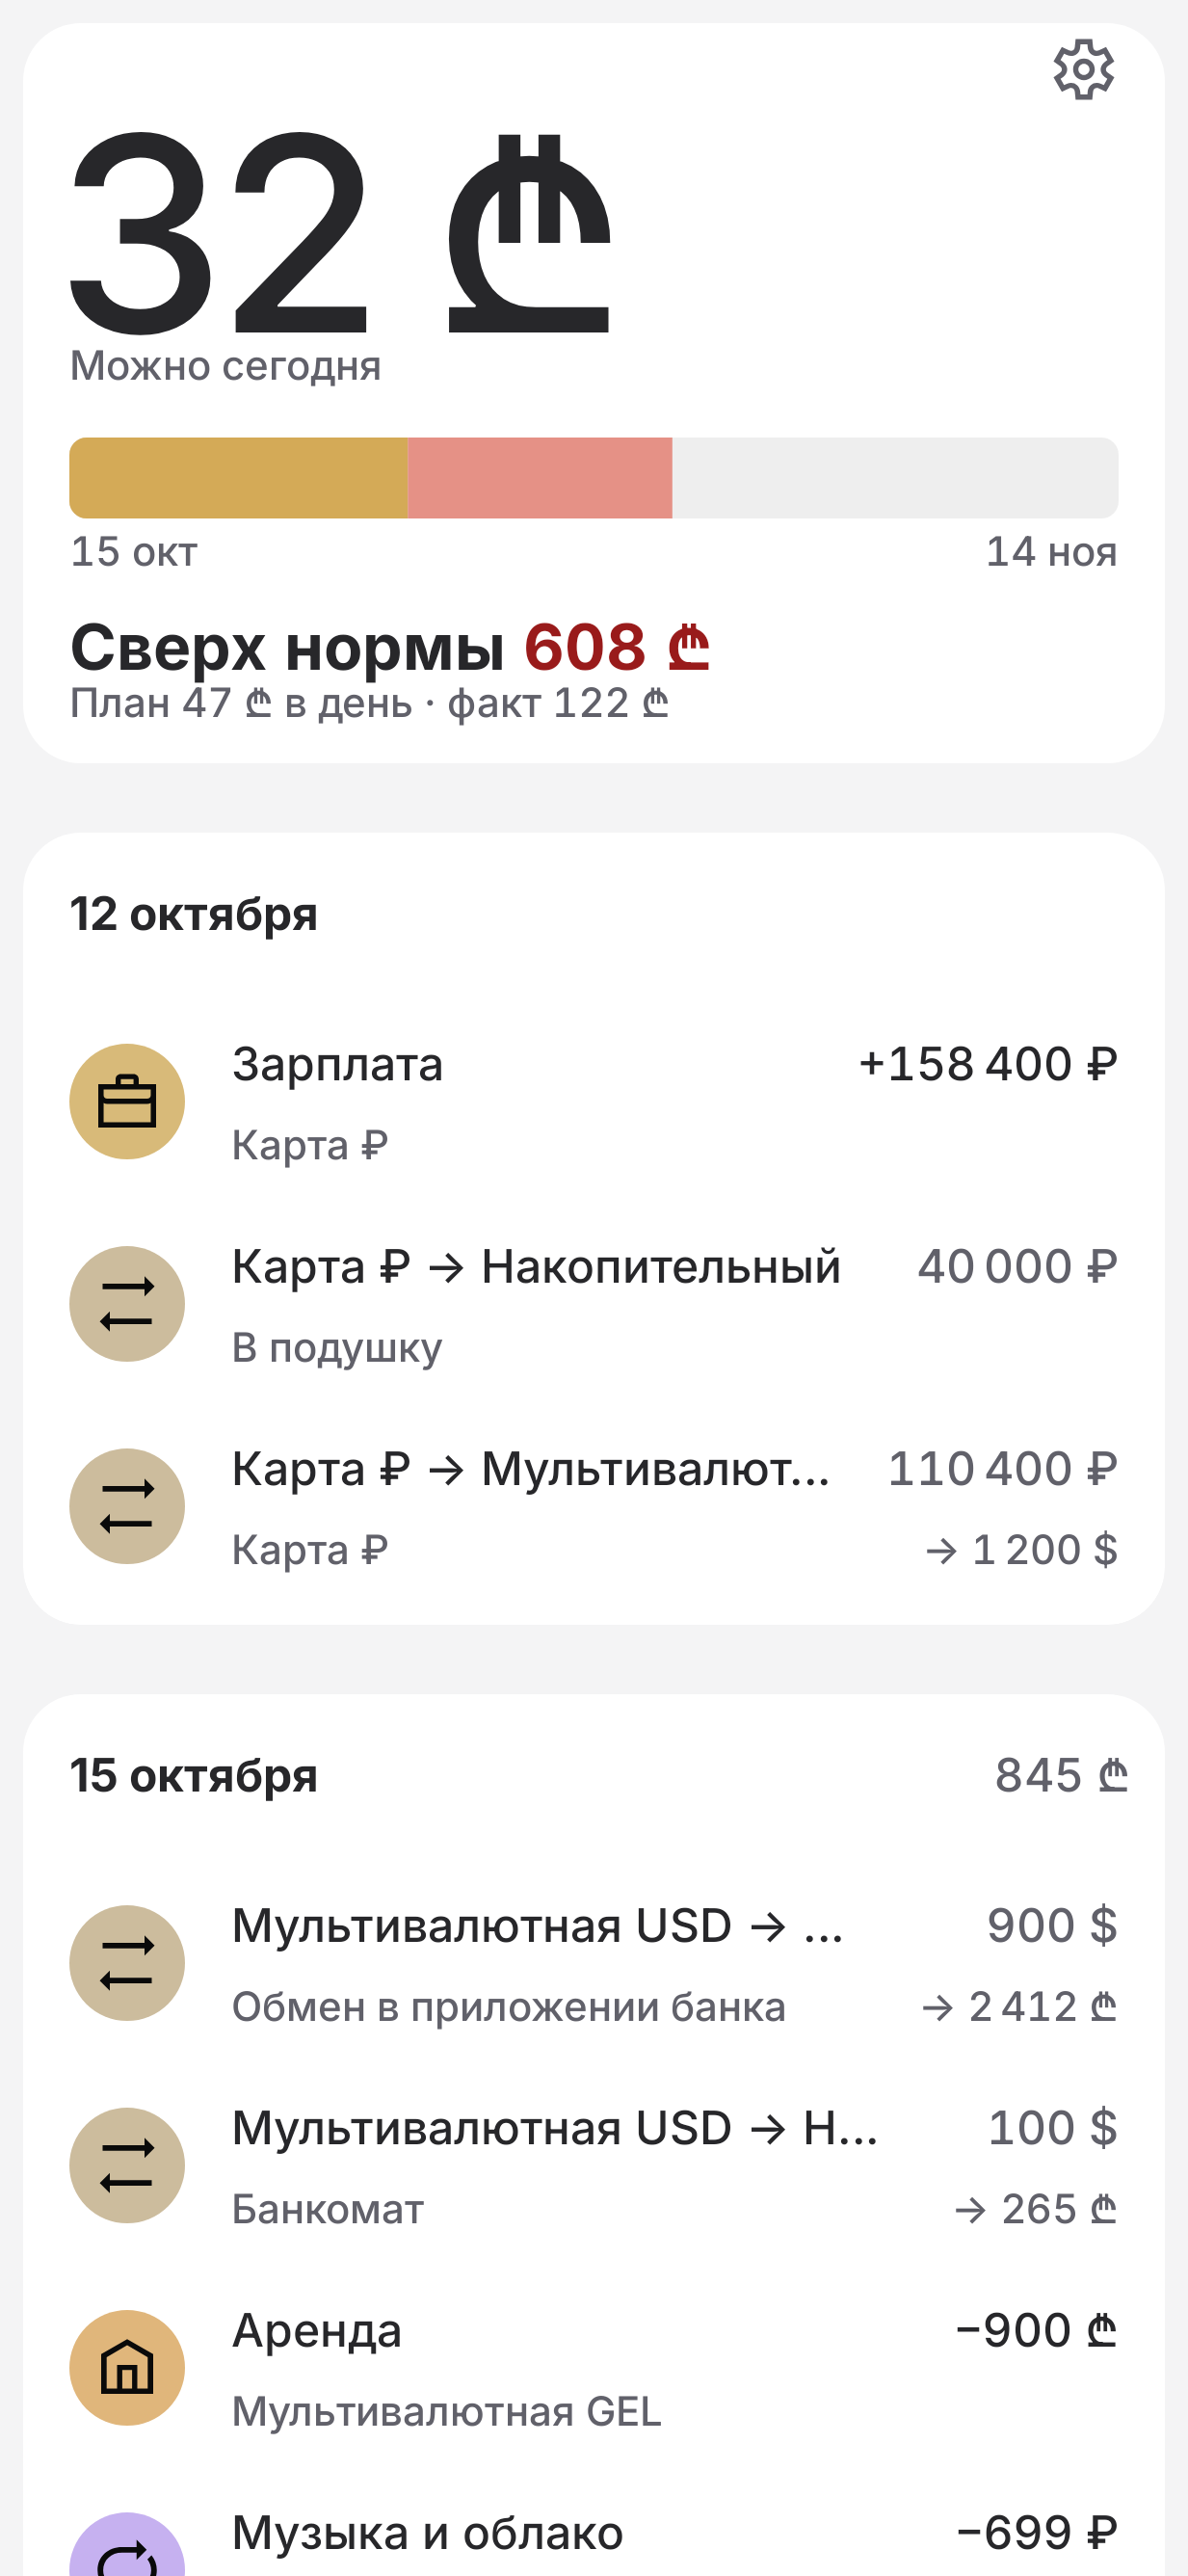 32 ₾
Можно сегодня
15 окт
14 ноя
Сверх нормы 608 ₾
План 47 ₾ в день · факт 122 ₾
12 октября
Зарплата
+158 400 ₽
Карта ₽
Карта ₽ → Накопительный
40 000 ₽
В подушку
Карта ₽ → Мультивалют...
110 400 ₽
Карта ₽
→ 1 200 $
15 октября
845 ₾
Мультивалютная USD → ...
900 $
Обмен в приложении банка
→ 2 412 ₾
Мультивалютная USD → Н...
100 $
Банкомат
→ 265 ₾
Аренда
−900 ₾
Мультивалютная GEL
Музыка и облако
−699 ₽